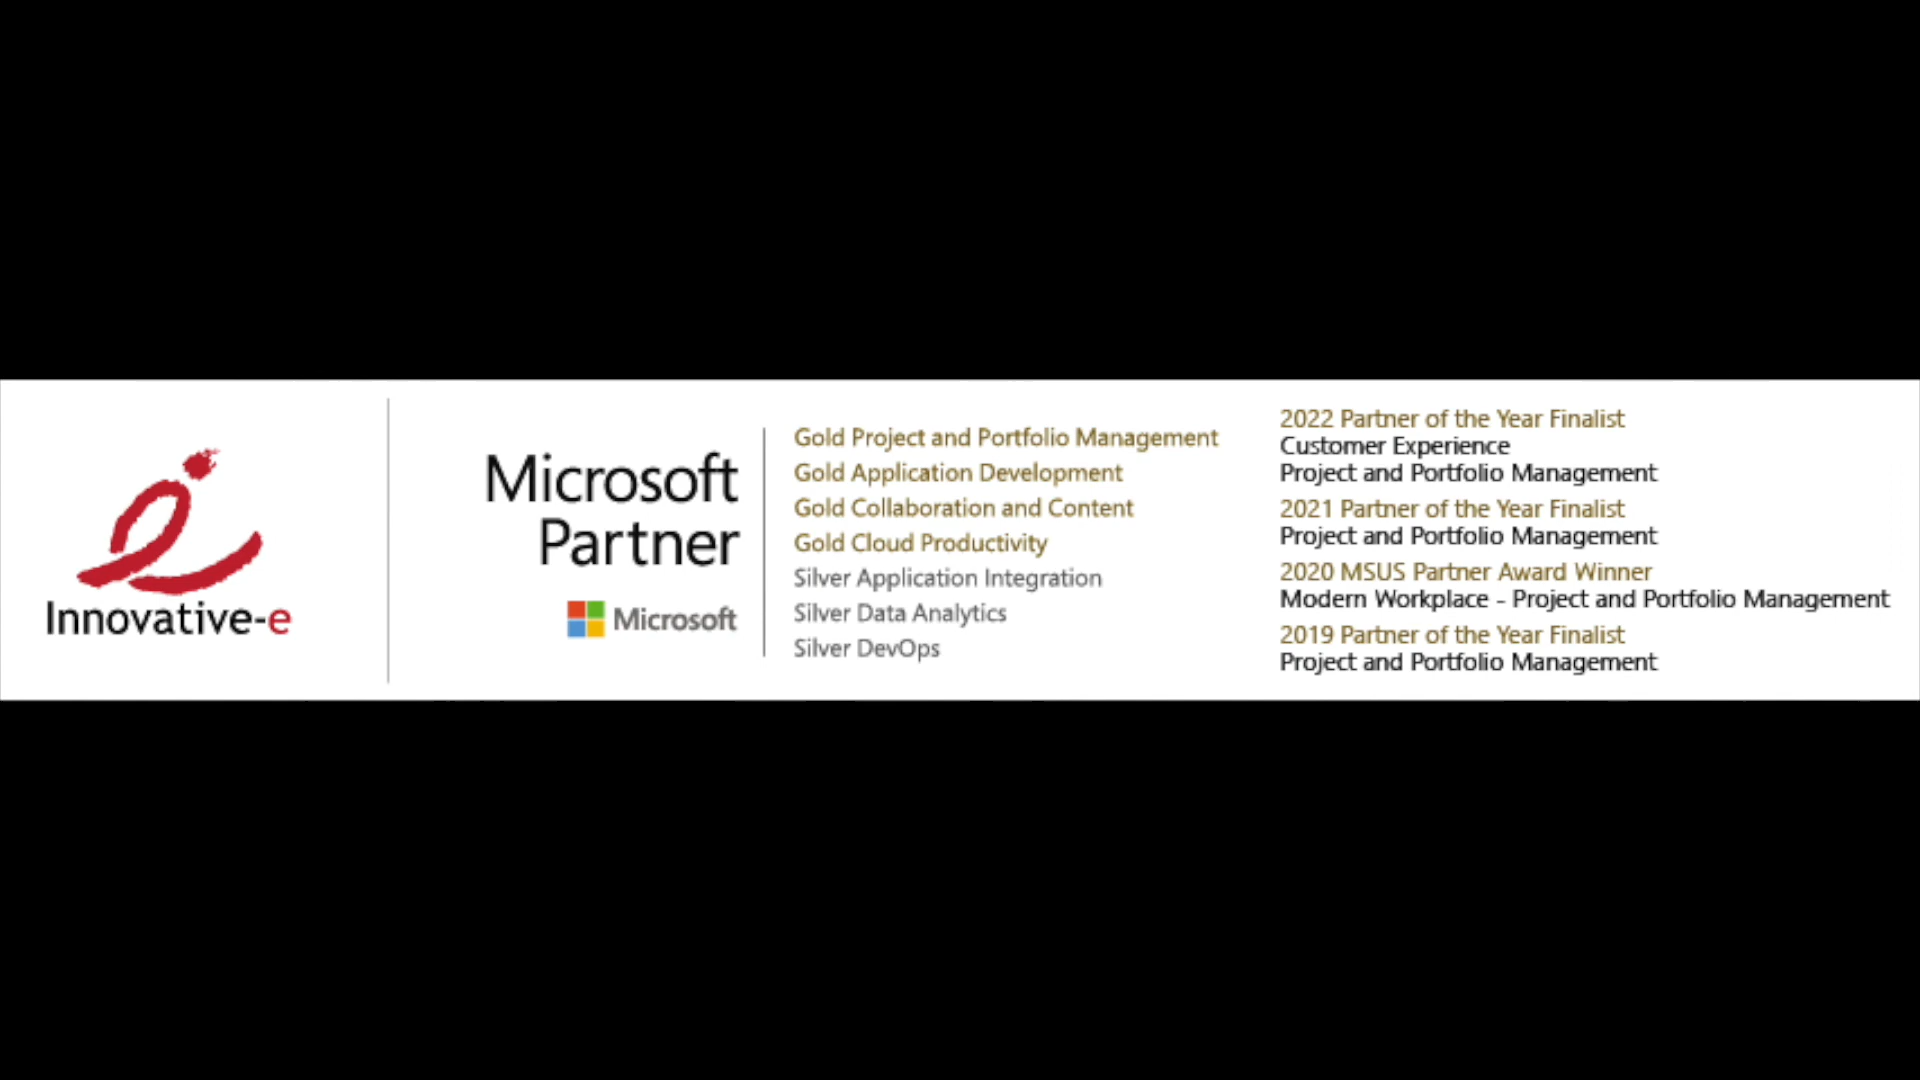 Innovative-e
Microsoft
Partner
Microsoft
Gold Project and Portfolio Management
Gold Application Development
Gold Collaboration and Content
Gold Cloud Productivity
Silver Application Integration
Silver Data Analytics
Silver DevOps
2022 Partner of the Year Finalist
Customer Experience
Project and Portfolio Management
2021 Partner of the Year Finalist
Project and Portfolio Management
2020 MSUS Partner Award Winner
Modern Workplace - Project and Portfolio Management
2019 Partner of the Year Finalist
Project and Portfolio Management